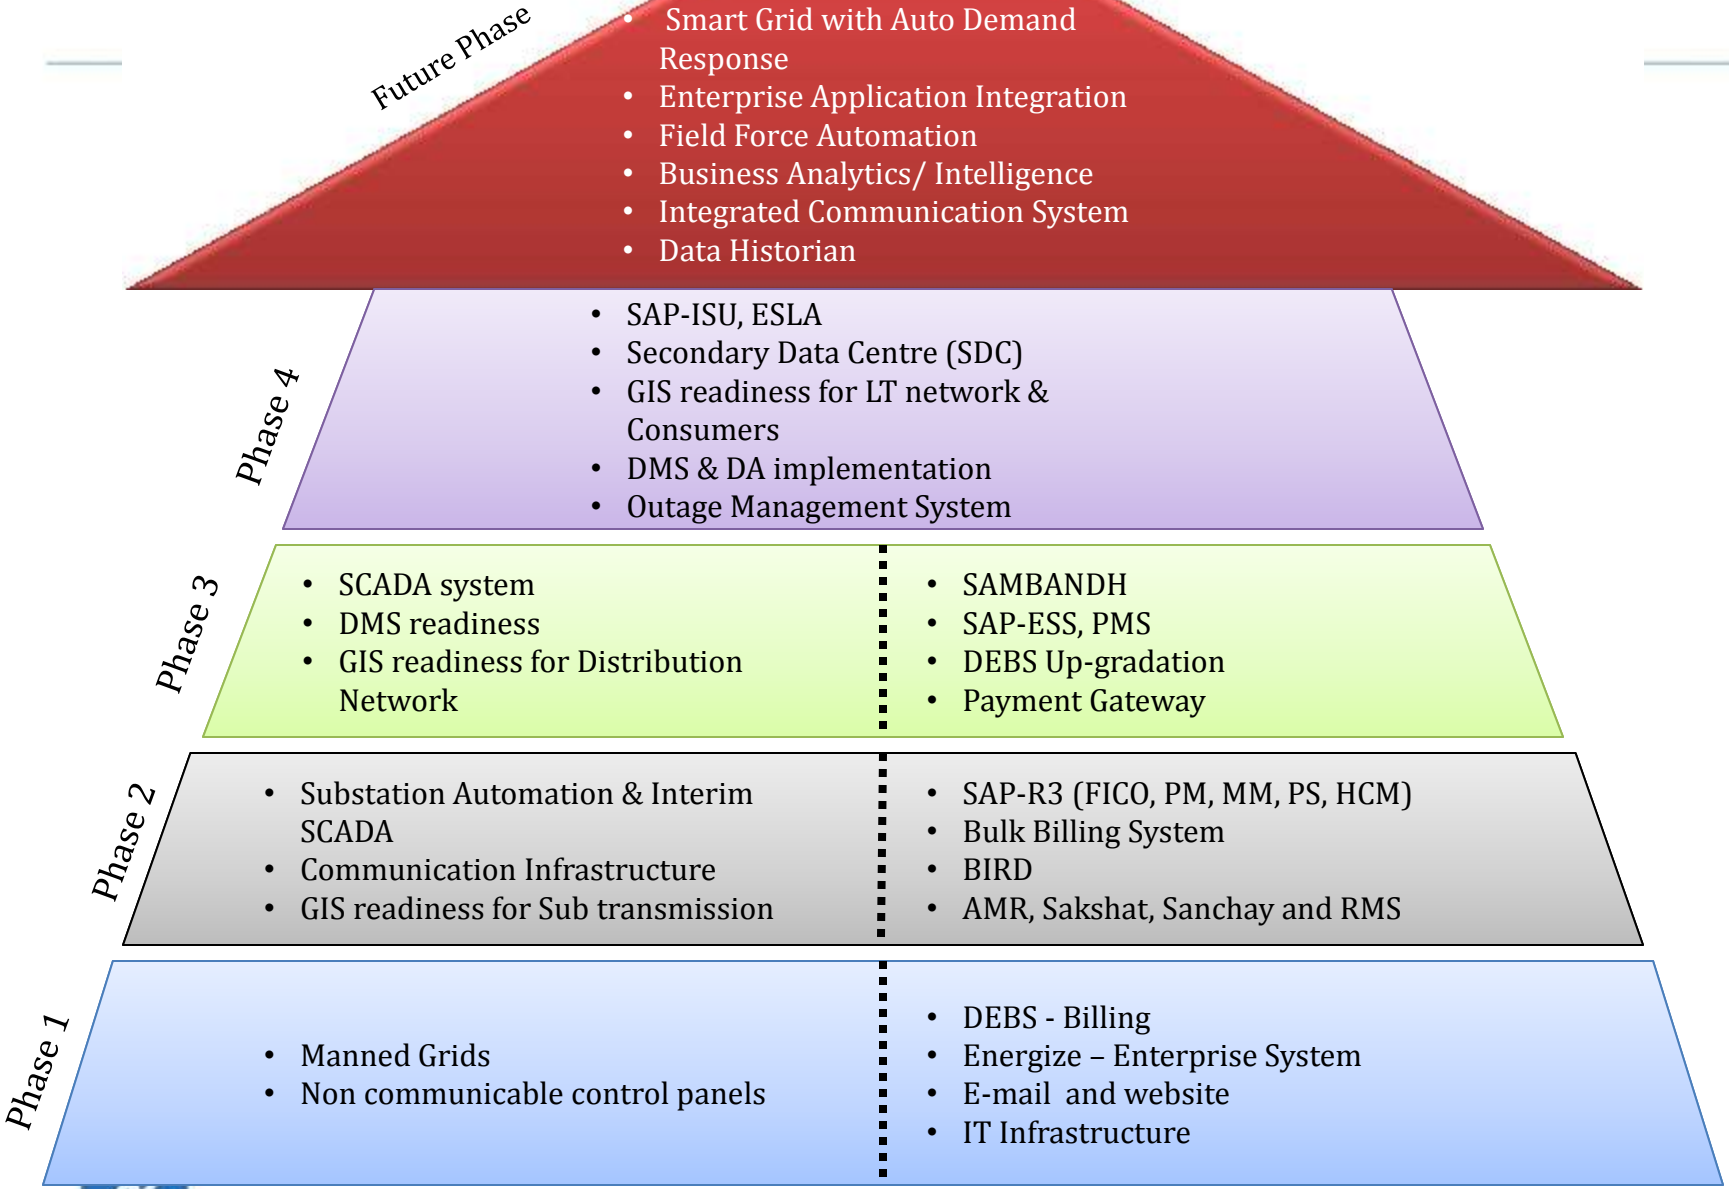 Future Phase
• Smart Grid with Auto Demand
Response
• Enterprise Application Integration
• Field Force Automation
• Business Analytics/ Intelligence
• Integrated Communication System
• Data Historian
Phase 4
• SAP-ISU, ESLA
• Secondary Data Centre (SDC)
• GIS readiness for LT network &
Consumers
• DMS & DA implementation
• Outage Management System
Phase 3
• SCADA system
• DMS readiness
• GIS readiness for Distribution
Network
• SAMBANDH
• SAP-ESS, PMS
• DEBS Up-gradation
• Payment Gateway
Phase 2
• Substation Automation & Interim
SCADA
• Communication Infrastructure
• GIS readiness for Sub transmission
• SAP-R3 (FICO, PM, MM, PS, HCM)
• Bulk Billing System
• BIRD
• AMR, Sakshat, Sanchay and RMS
Phase 1
• Manned Grids
• Non communicable control panels
• DEBS - Billing
• Energize – Enterprise System
• E-mail and website
• IT Infrastructure